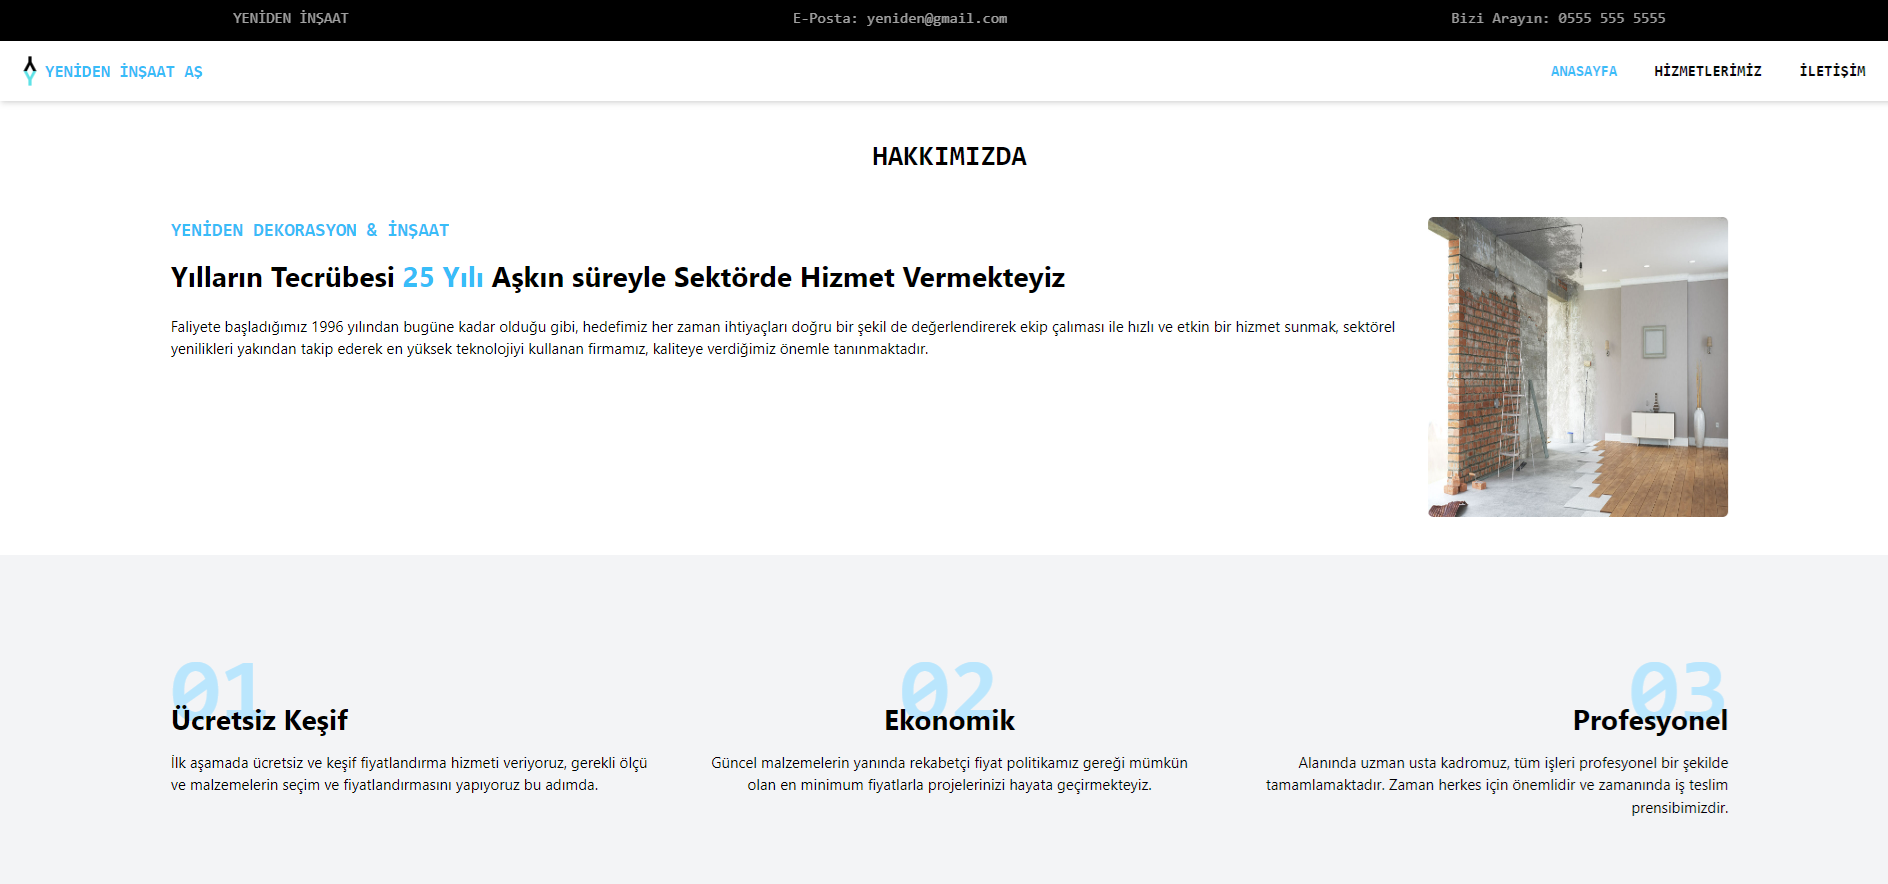 YENİDEN İNŞAAT
E-Posta: yeniden@gmail.com
Bizi Arayın: 0555 555 5555
YENİDEN İNŞAAT AŞ
ANASAYFA
HİZMETLERİMİZ
İLETİŞİM
HAKKIMIZDA
YENİDEN DEKORASYON & İNŞAAT
Yılların Tecrübesi 25 Yılı Aşkın süreyle Sektörde Hizmet Vermekteyiz
Faliyete başladığımız 1996 yılından bugüne kadar olduğu gibi, hedefimiz her zaman ihtiyaçları doğru bir şekil de değerlendirerek ekip çalıması ile hızlı ve etkin bir hizmet sunmak, sektörel
yenilikleri yakından takip ederek en yüksek teknolojiyi kullanan firmamız, kaliteye verdiğimiz önemle tanınmaktadır.
01
Ücretsiz Keşif
İlk aşamada ücretsiz ve keşif fiyatlandırma hizmeti veriyoruz, gerekli ölçü
ve malzemelerin seçim ve fiyatlandırmasını yapıyoruz bu adımda.
02
Ekonomik
Güncel malzemelerin yanında rekabetçi fiyat politikamız gereği mümkün
olan en minimum fiyatlarla projelerinizi hayata geçirmekteyiz.
03
Profesyonel
Alanında uzman usta kadromuz, tüm işleri profesyonel bir şekilde
tamamlamaktadır. Zaman herkes için önemlidir ve zamanında iş teslim
prensibimizdir.